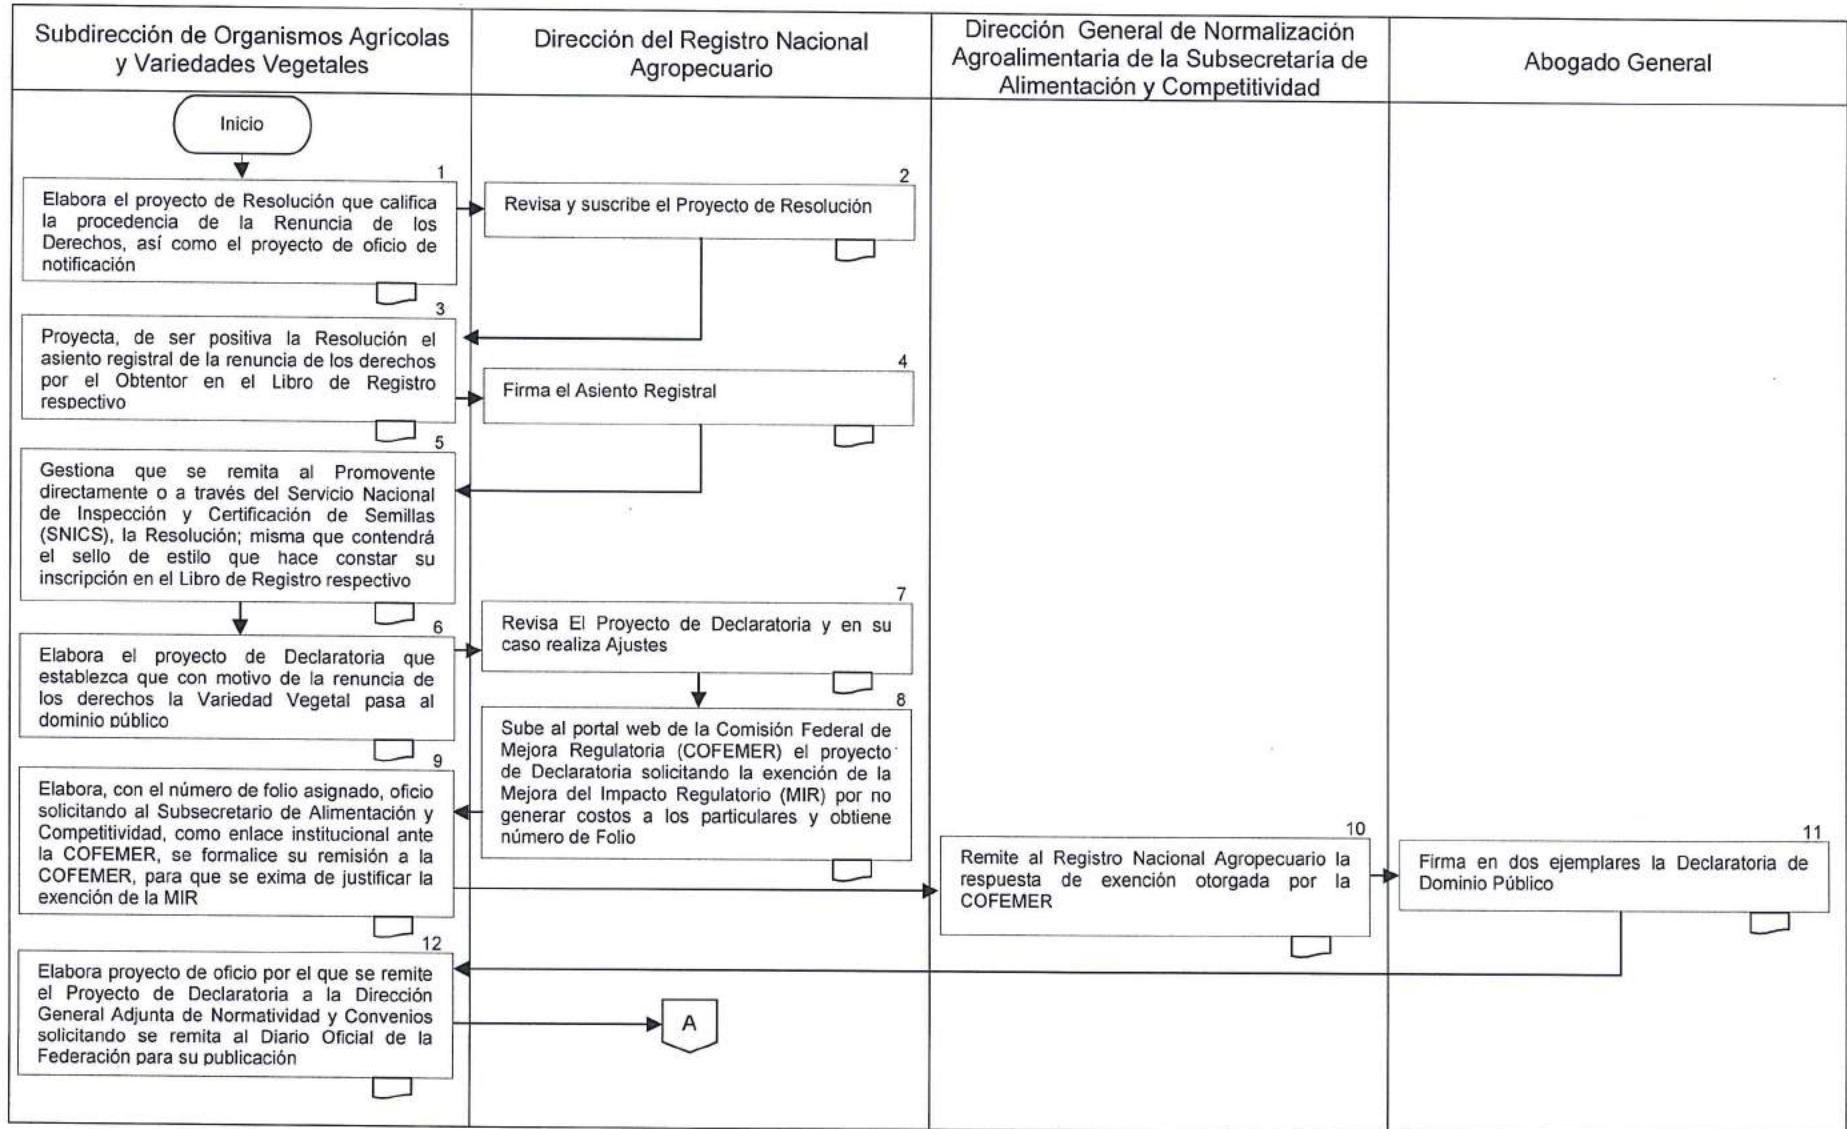 Subdirección de Organismos Agrícolas
y Variedades Vegetales
Dirección del Registro Nacional
Agropecuario
Dirección General de Normalización
Agroalimentaria de la Subsecretaría de
Alimentación y Competitividad
Abogado General
Inicio
1
Elabora el proyecto de Resolución que califica
la procedencia de la Renuncia de los
Derechos, así como el proyecto de oficio de
notificación
2
Revisa y suscribe el Proyecto de Resolución
3
Proyecta, de ser positiva la Resolución el
asiento registral de la renuncia de los derechos
por el Obtentor en el Libro de Registro
respectivo
4
Firma el Asiento Registral
5
Gestiona que se remita al Promovente
directamente o a través del Servicio Nacional
de Inspección y Certificación de Semillas
(SNICS), la Resolución; misma que contendrá
el sello de estilo que hace constar su
inscripción en el Libro de Registro respectivo
6
Elabora el proyecto de Declaratoria que
establezca que con motivo de la renuncia de
los derechos la Variedad Vegetal pasa al
dominio público
7
Revisa El Proyecto de Declaratoria y en su
caso realiza Ajustes
8
Sube al portal web de la Comisión Federal de
Mejora Regulatoria (COFEMER) el proyecto
de Declaratoria solicitando la exención de la
Mejora del Impacto Regulatorio (MIR) por no
generar costos a los particulares y obtiene
número de Folio
9
Elabora, con el número de folio asignado, oficio
solicitando al Subsecretario de Alimentación y
Competitividad, como enlace institucional ante
la COFEMER, se formalice su remisión a la
COFEMER, para que se exima de justificar la
exención de la MIR
10
Remite al Registro Nacional Agropecuario la
respuesta de exención otorgada por la
COFEMER
11
Firma en dos ejemplares la Declaratoria de
Dominio Público
12
Elabora proyecto de oficio por el que se remite
el Proyecto de Declaratoria a la Dirección
General Adjunta de Normatividad y Convenios
solicitando se remita al Diario Oficial de la
Federación para su publicación
A